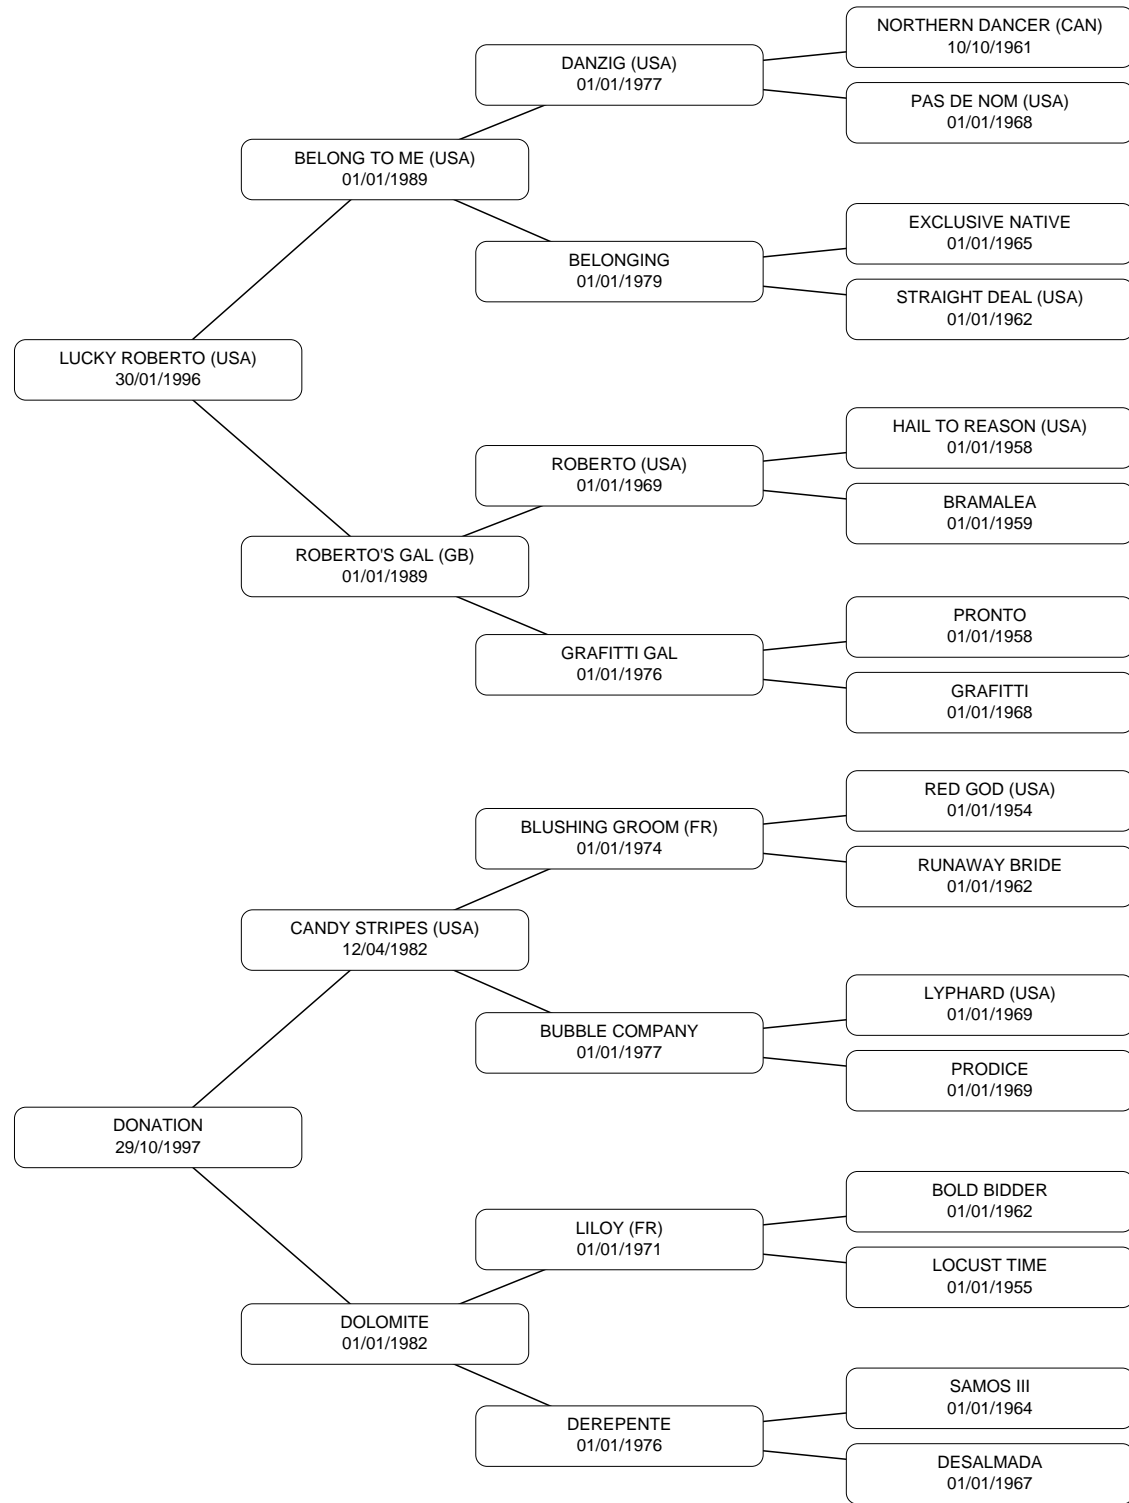 NORTHERN DANCER (CAN)
10/10/1961
DANZIG (USA)
01/01/1977
PAS DE NOM (USA)
01/01/1968
BELONG TO ME (USA)
01/01/1989
EXCLUSIVE NATIVE
01/01/1965
BELONGING
01/01/1979
STRAIGHT DEAL (USA)
01/01/1962
LUCKY ROBERTO (USA)
30/01/1996
HAIL TO REASON (USA)
01/01/1958
ROBERTO (USA)
01/01/1969
BRAMALEA
01/01/1959
ROBERTO'S GAL (GB)
01/01/1989
PRONTO
01/01/1958
GRAFITTI GAL
01/01/1976
GRAFITTI
01/01/1968
RED GOD (USA)
01/01/1954
BLUSHING GROOM (FR)
01/01/1974
RUNAWAY BRIDE
01/01/1962
CANDY STRIPES (USA)
12/04/1982
LYPHARD (USA)
01/01/1969
BUBBLE COMPANY
01/01/1977
PRODICE
01/01/1969
DONATION
29/10/1997
BOLD BIDDER
01/01/1962
LILOY (FR)
01/01/1971
LOCUST TIME
01/01/1955
DOLOMITE
01/01/1982
SAMOS III
01/01/1964
DEREPENTE
01/01/1976
DESALMADA
01/01/1967